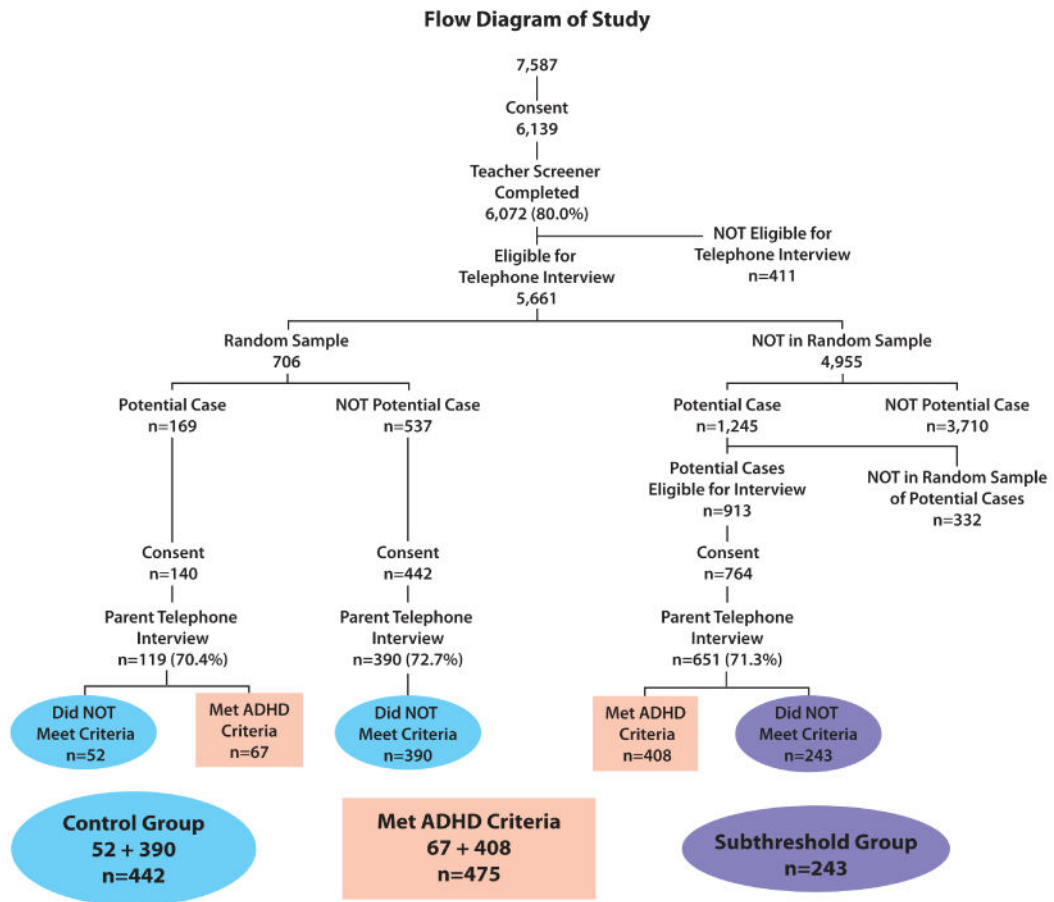 Flow Diagram of Study
7,587
Consent
6,139
Teacher Screener
Completed
6,072 (80.0%)
NOT Eligible for
Telephone Interview
n=411
Eligible for
Telephone Interview
5,661
Random Sample
706
NOT in Random Sample
4,955
Potential Case
n=169
NOT Potential Case
n=537
Potential Case
n=1,245
NOT Potential Case
n=3,710
Potential Cases
Eligible for Interview
n=913
NOT in Random Sample
of Potential Cases
n=332
Consent
n=140
Consent
n=442
Consent
n=764
Parent Telephone
Interview
n=119 (70.4%)
Parent Telephone
Interview
n=390 (72.7%)
Parent Telephone
Interview
n=651 (71.3%)
Did NOT
Meet Criteria
n=52
Met ADHD
Criteria
n=67
Did NOT
Meet Criteria
n=390
Met ADHD
Criteria
n=408
Did NOT
Meet Criteria
n=243
Control Group
52 + 390
n=442
Met ADHD Criteria
67 + 408
n=475
Subthreshold Group
n=243